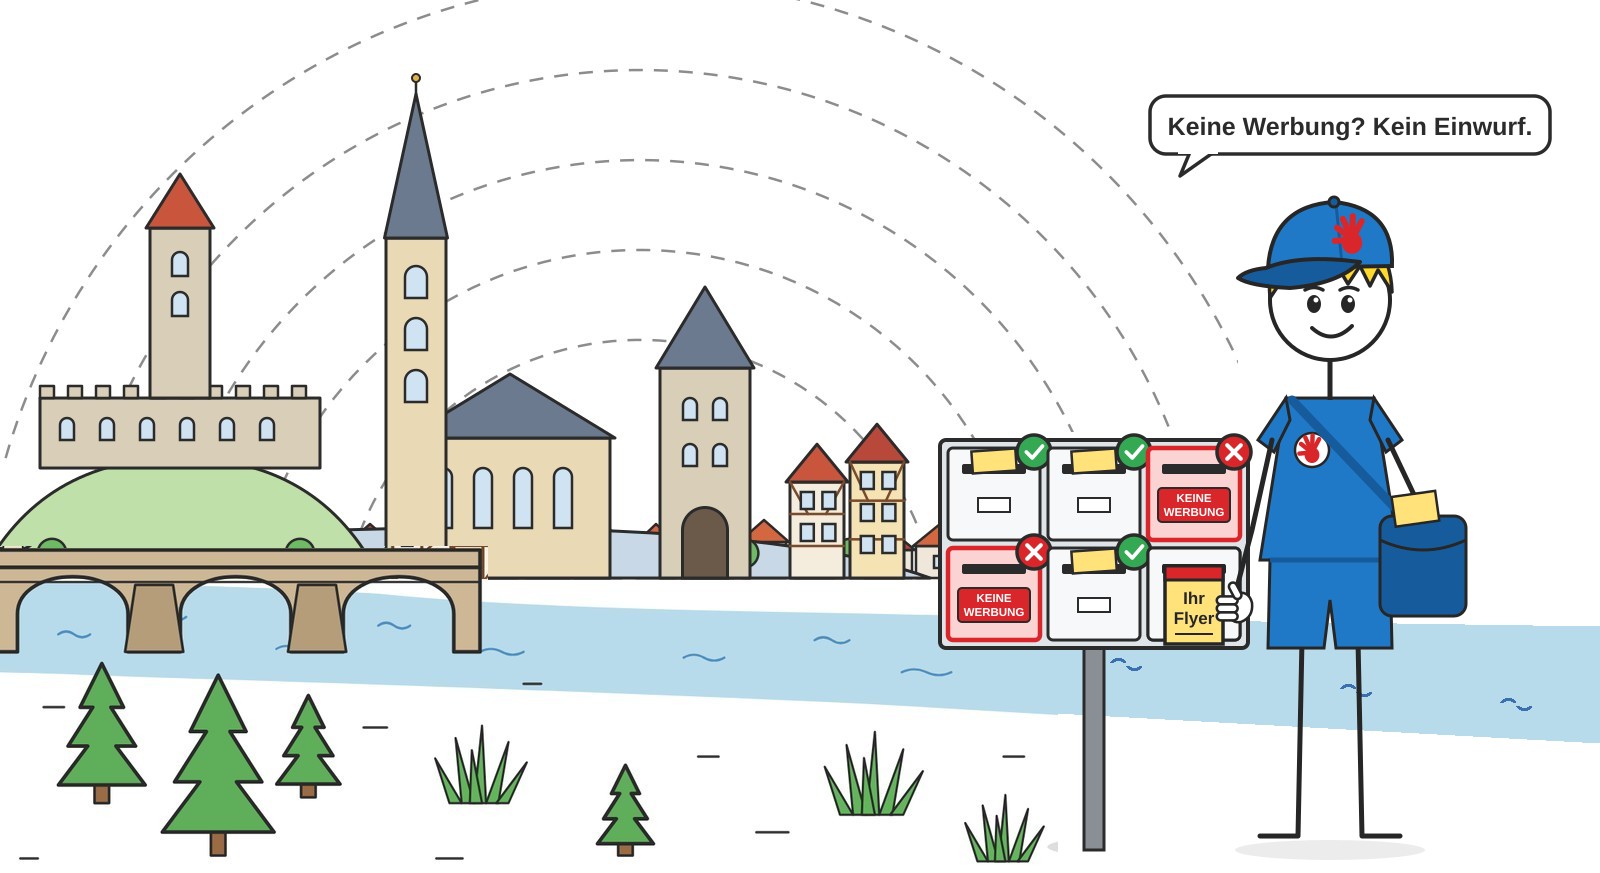 Keine Werbung? Kein Einwurf.
KEINE
WERBUNG
KEINE
WERBUNG
Ihr
Flyer